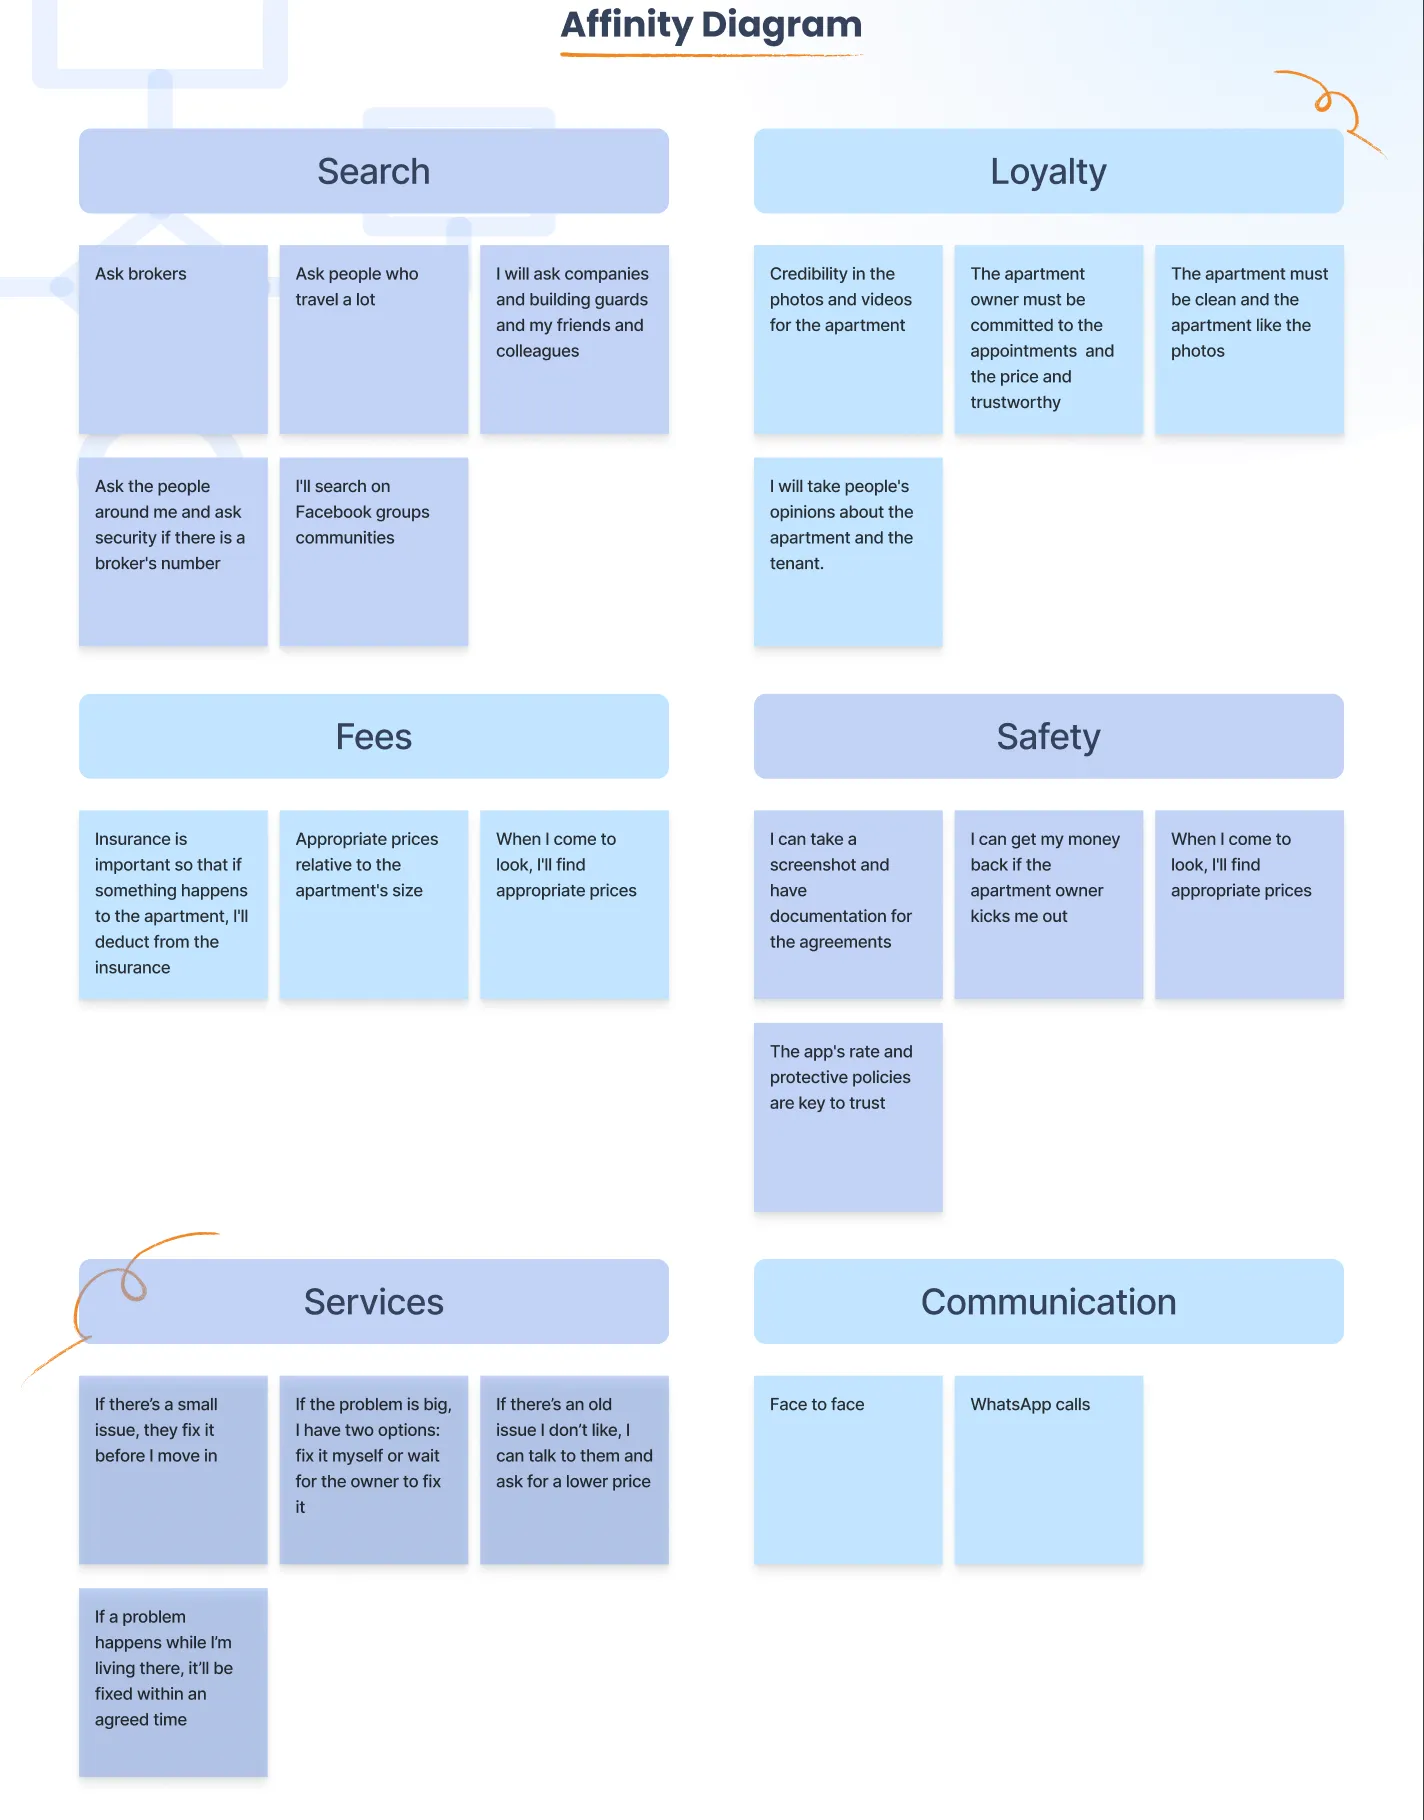 Affinity Diagram
Search
Ask brokers
Ask people who
travel a lot
I will ask companies
and building guards
and my friends and
colleagues
Ask the people
around me and ask
security if there is a
broker's number
I'll search on
Facebook groups
communities
Loyalty
Credibility in the
photos and videos
for the apartment
The apartment
owner must be
committed to the
appointments  and
the price and
trustworthy
The apartment must
be clean and the
apartment like the
photos
I will take people's
opinions about the
apartment and the
tenant.
Fees
Insurance is
important so that if
something happens
to the apartment, I'll
deduct from the
insurance
Appropriate prices
relative to the
apartment's size
When I come to
look, I'll find
appropriate prices
Safety
I can take a
screenshot and
have
documentation for
the agreements
I can get my money
back if the
apartment owner
kicks me out
When I come to
look, I'll find
appropriate prices
The app's rate and
protective policies
are key to trust
Services
If there’s a small
issue, they fix it
before I move in
If the problem is big,
I have two options:
fix it myself or wait
for the owner to fix
it
If there’s an old
issue I don’t like, I
can talk to them and
ask for a lower price
If a problem
happens while I’m
living there, it’ll be
fixed within an
agreed time
Communication
Face to face
WhatsApp calls